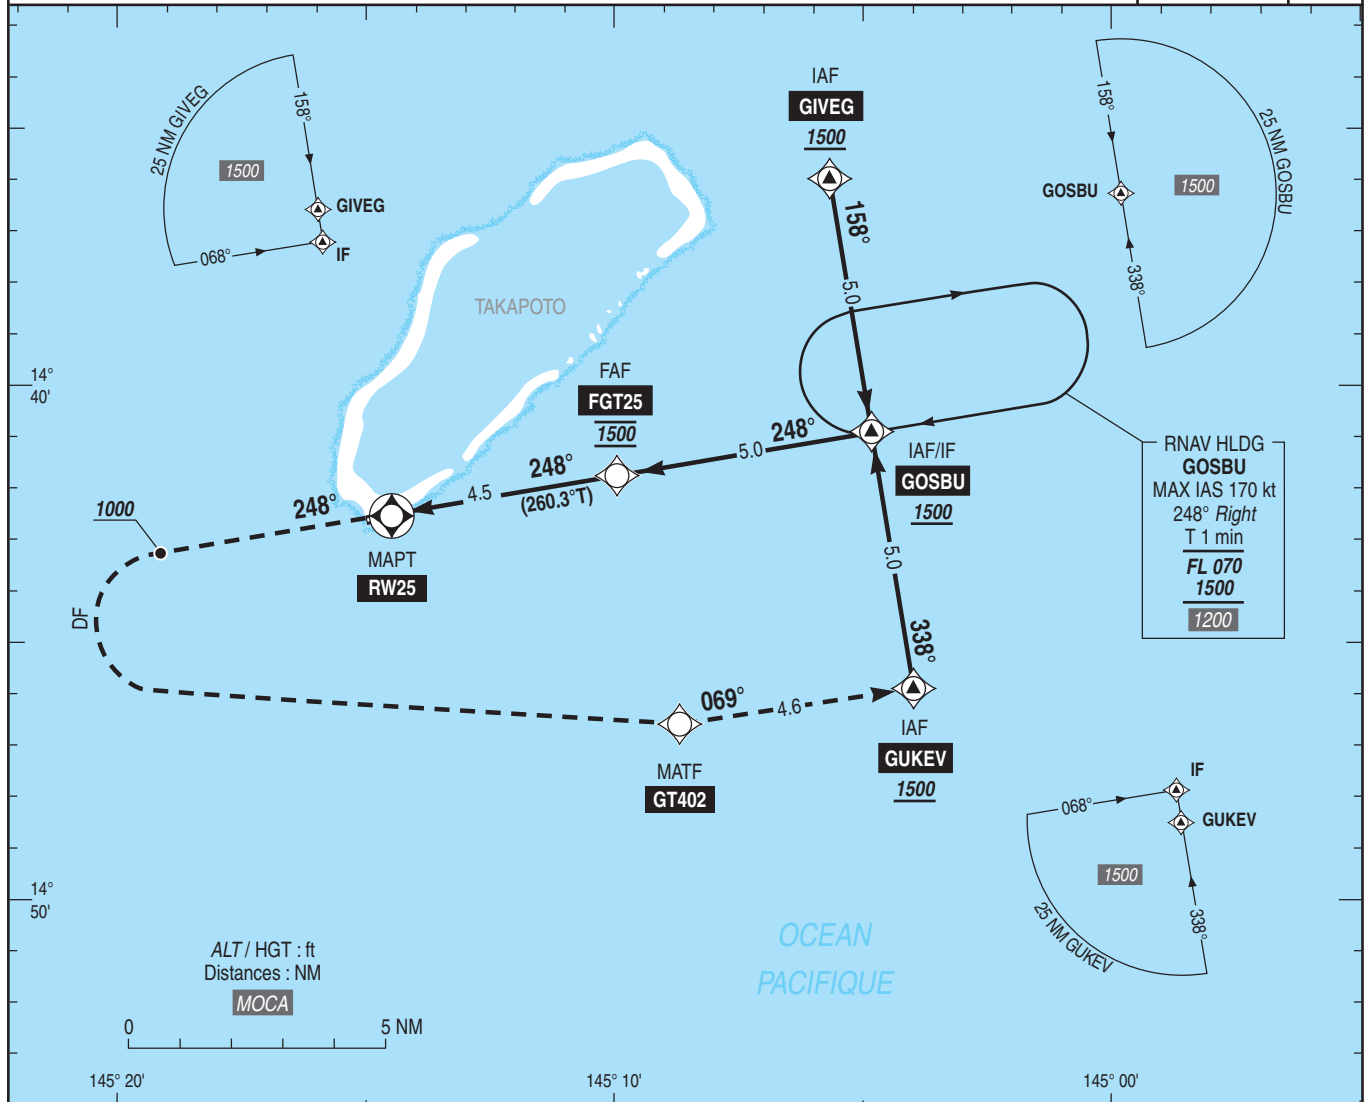 25 NM GIVEG
158°
1500
GIVEG
068°
IF
IAF
GIVEG
1500
158°
5.0
158°
25 NM GOSBU
GOSBU
1500
338°
TAKAPOTO
14°
40'
FAF
FGT25
1500
248°
5.0
248°
(260.3°T)
4.5
248°
1000
IAF/IF
GOSBU
1500
RNAV HLDG
GOSBU
MAX IAS 170 kt
248° Right
T 1 min
FL 070
1500
1200
MAPT
RW25
DF
5.0
338°
069°
4.6
MATF
GT402
IAF
GUKEV
1500
IF
068°
GUKEV
1500
338°
25 NM GUKEV
14°
50'
OCEAN
PACIFIQUE
ALT / HGT : ft
Distances : NM
MOCA
0 5 NM
145° 20' 145° 10' 145° 00'